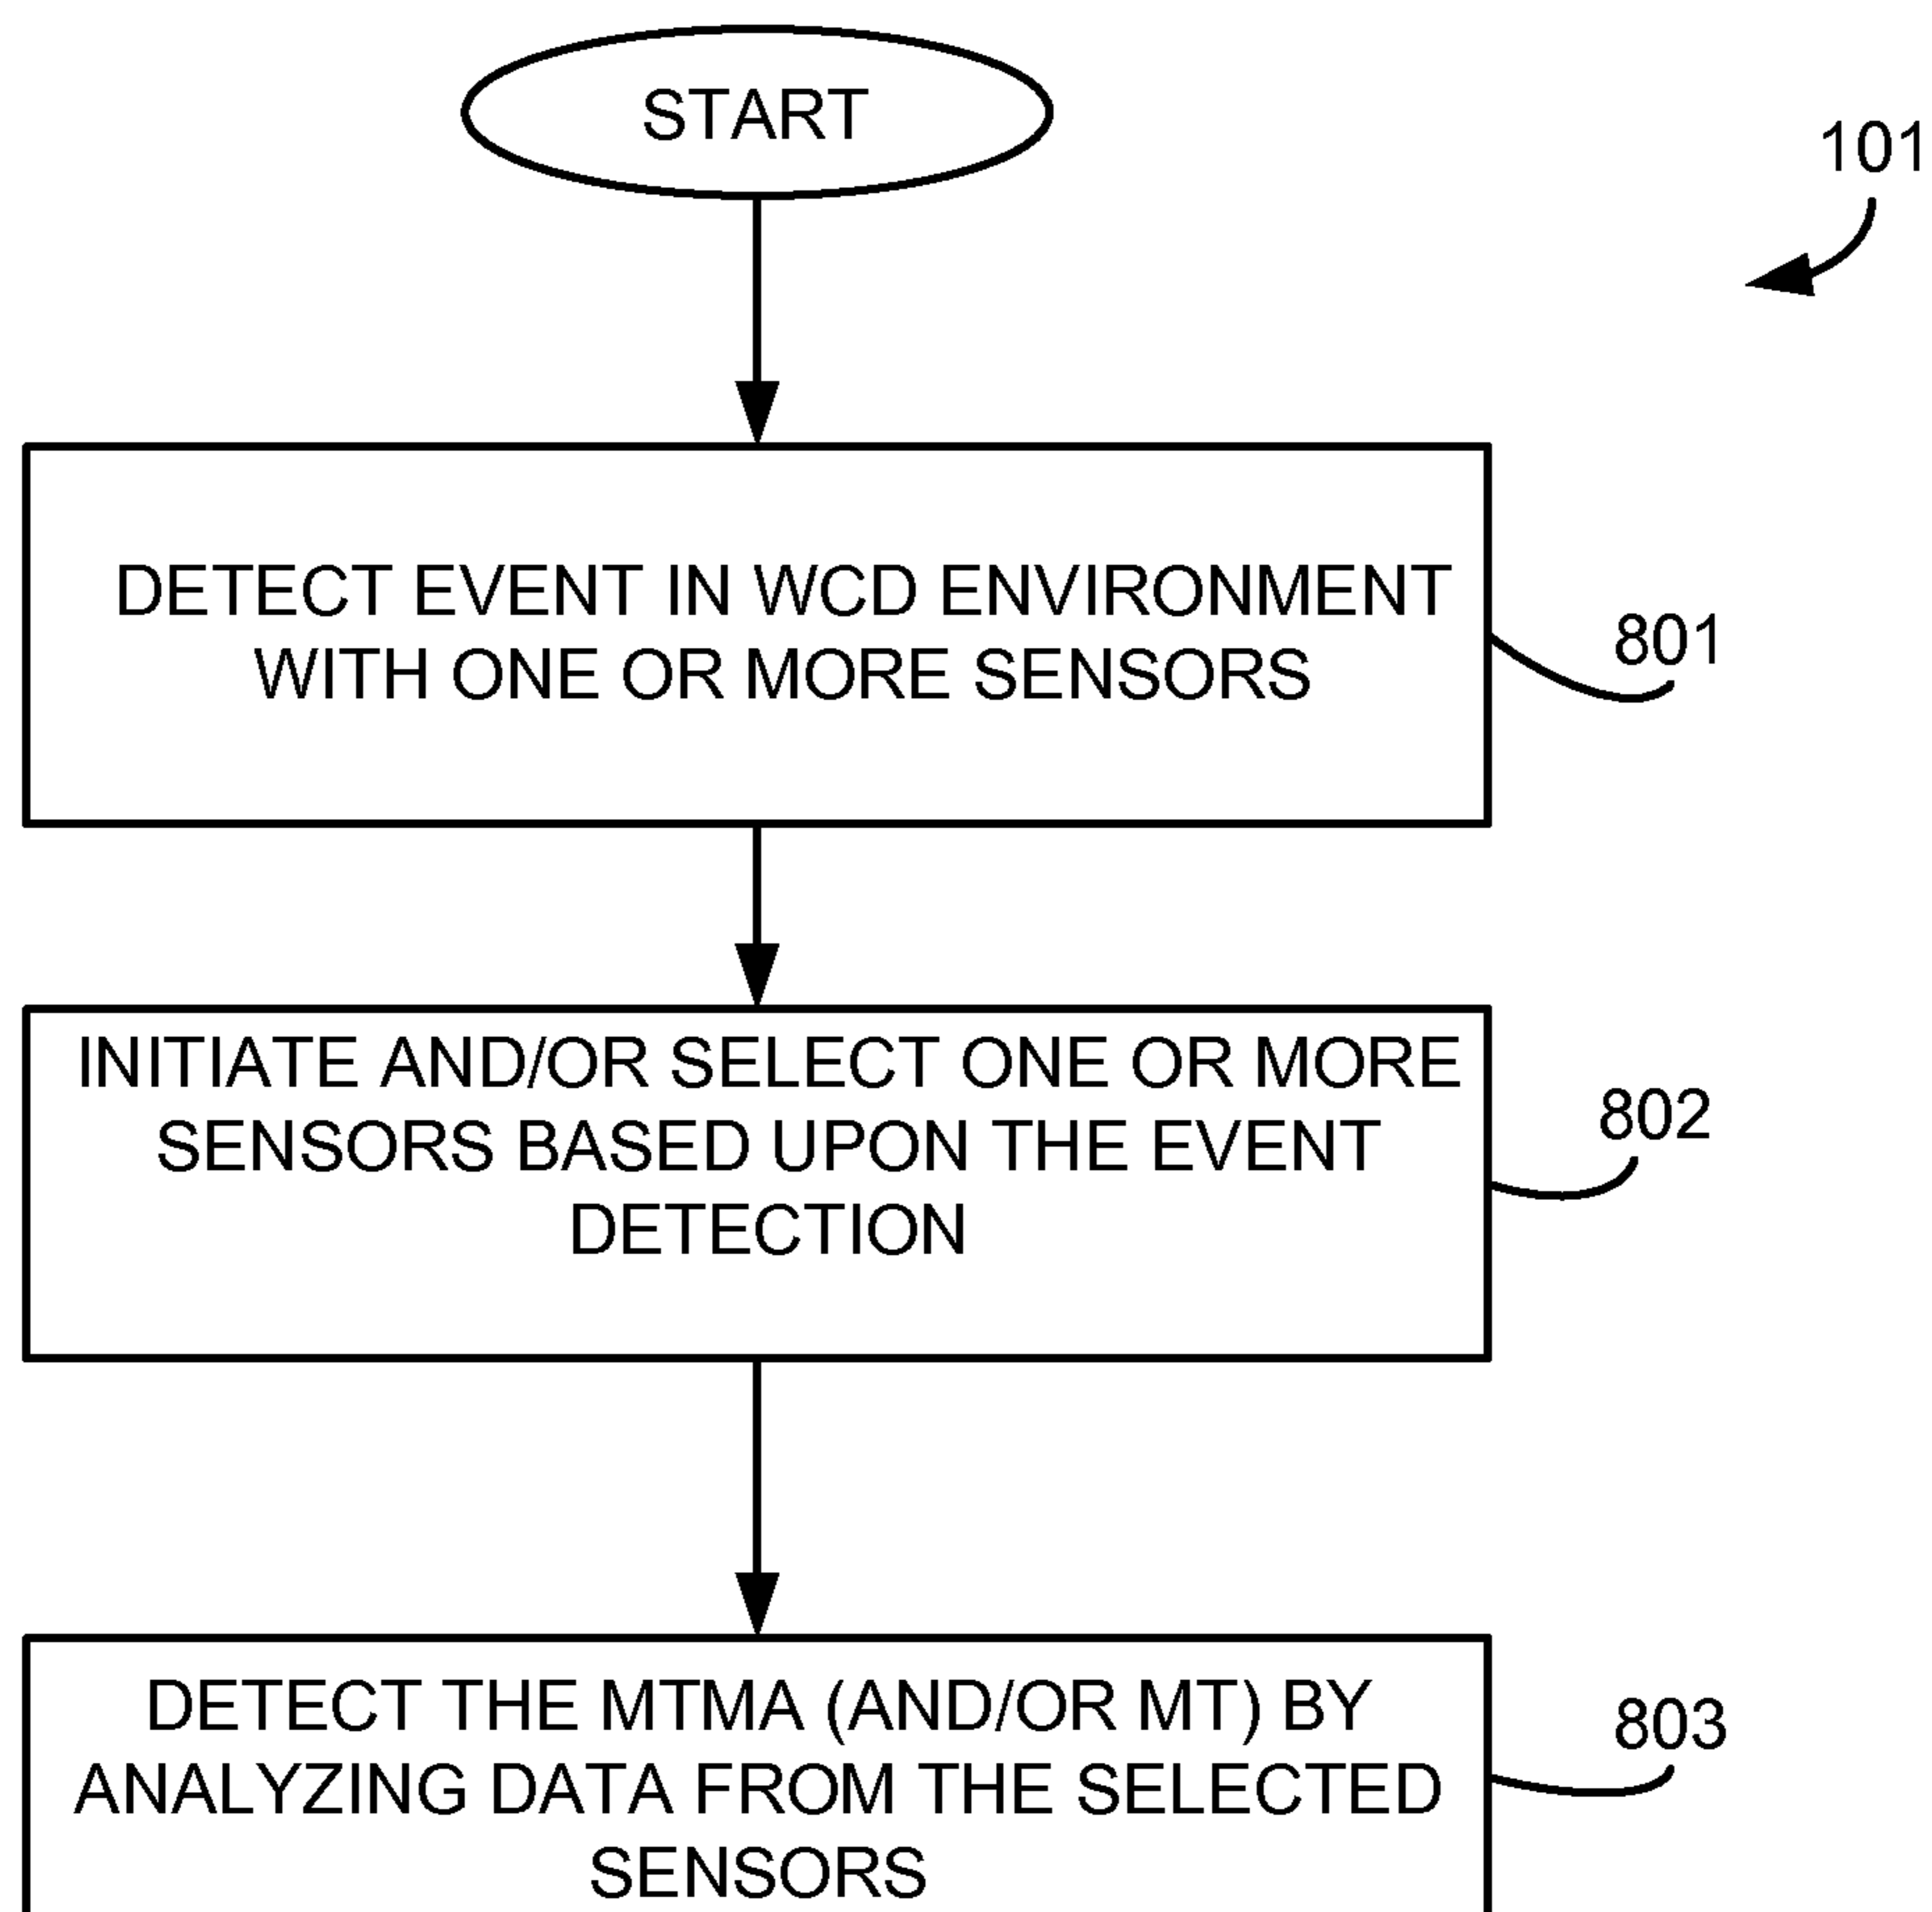 START
101
DETECT EVENT IN WCD ENVIRONMENT
WITH ONE OR MORE SENSORS
801
INITIATE AND/OR SELECT ONE OR MORE
SENSORS BASED UPON THE EVENT
DETECTION
802
DETECT THE MTMA (AND/OR MT) BY
ANALYZING DATA FROM THE SELECTED
SENSORS
803